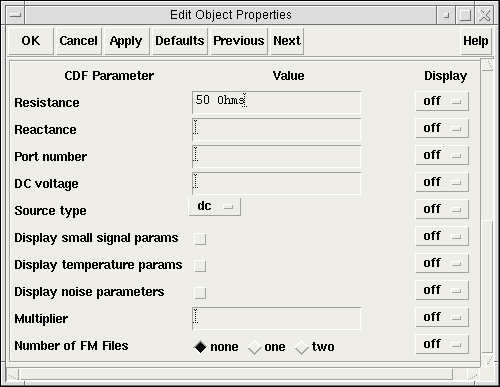 Edit Object Properties
OK Cancel Apply Defaults Previous Next Help
CDF Parameter Value Display
Resistance 50 Ohms off
Reactance off
Port number off
DC voltage off
Source type dc off
Display small signal params off
Display temperature params off
Display noise parameters off
Multiplier off
Number of FM Files none one two off